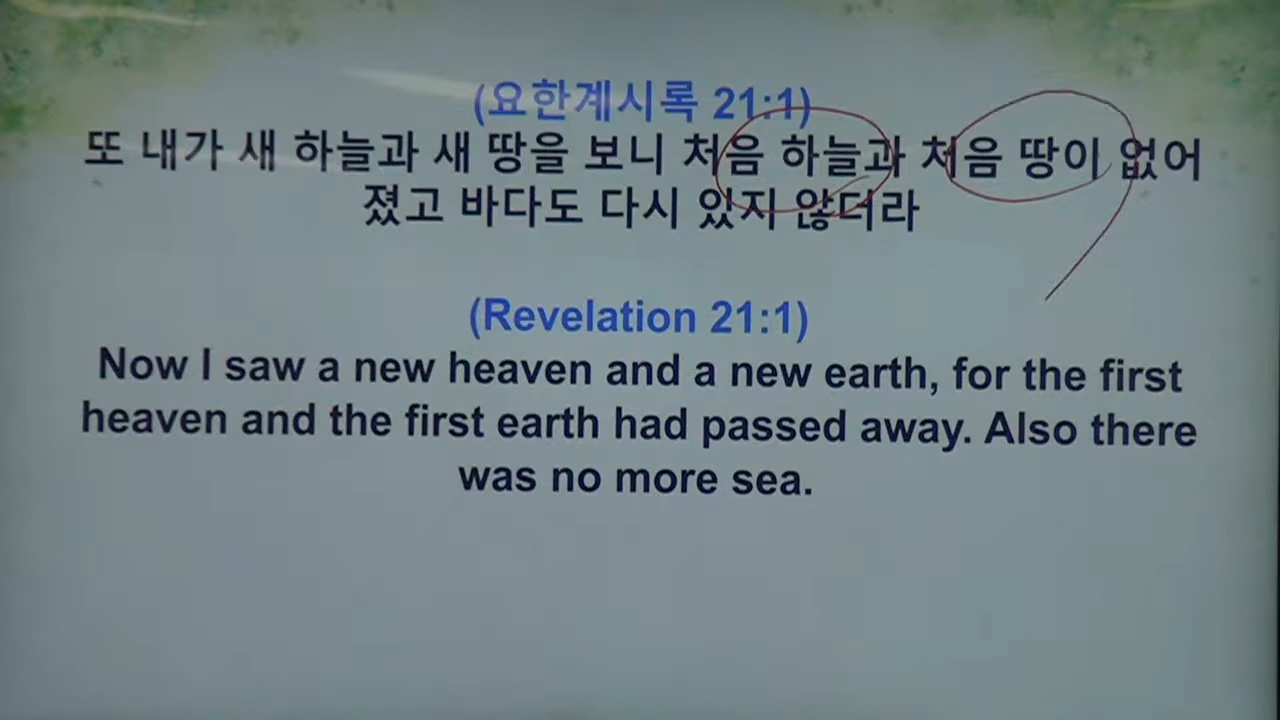 (요한계시록 21:1)
또 내가 새 하늘과 새 땅을 보니 처음 하늘과 처음 땅이 없어
졌고 바다도 다시 있지 않더라
(Revelation 21:1)
Now I saw a new heaven and a new earth, for the first
heaven and the first earth had passed away. Also there
was no more sea.